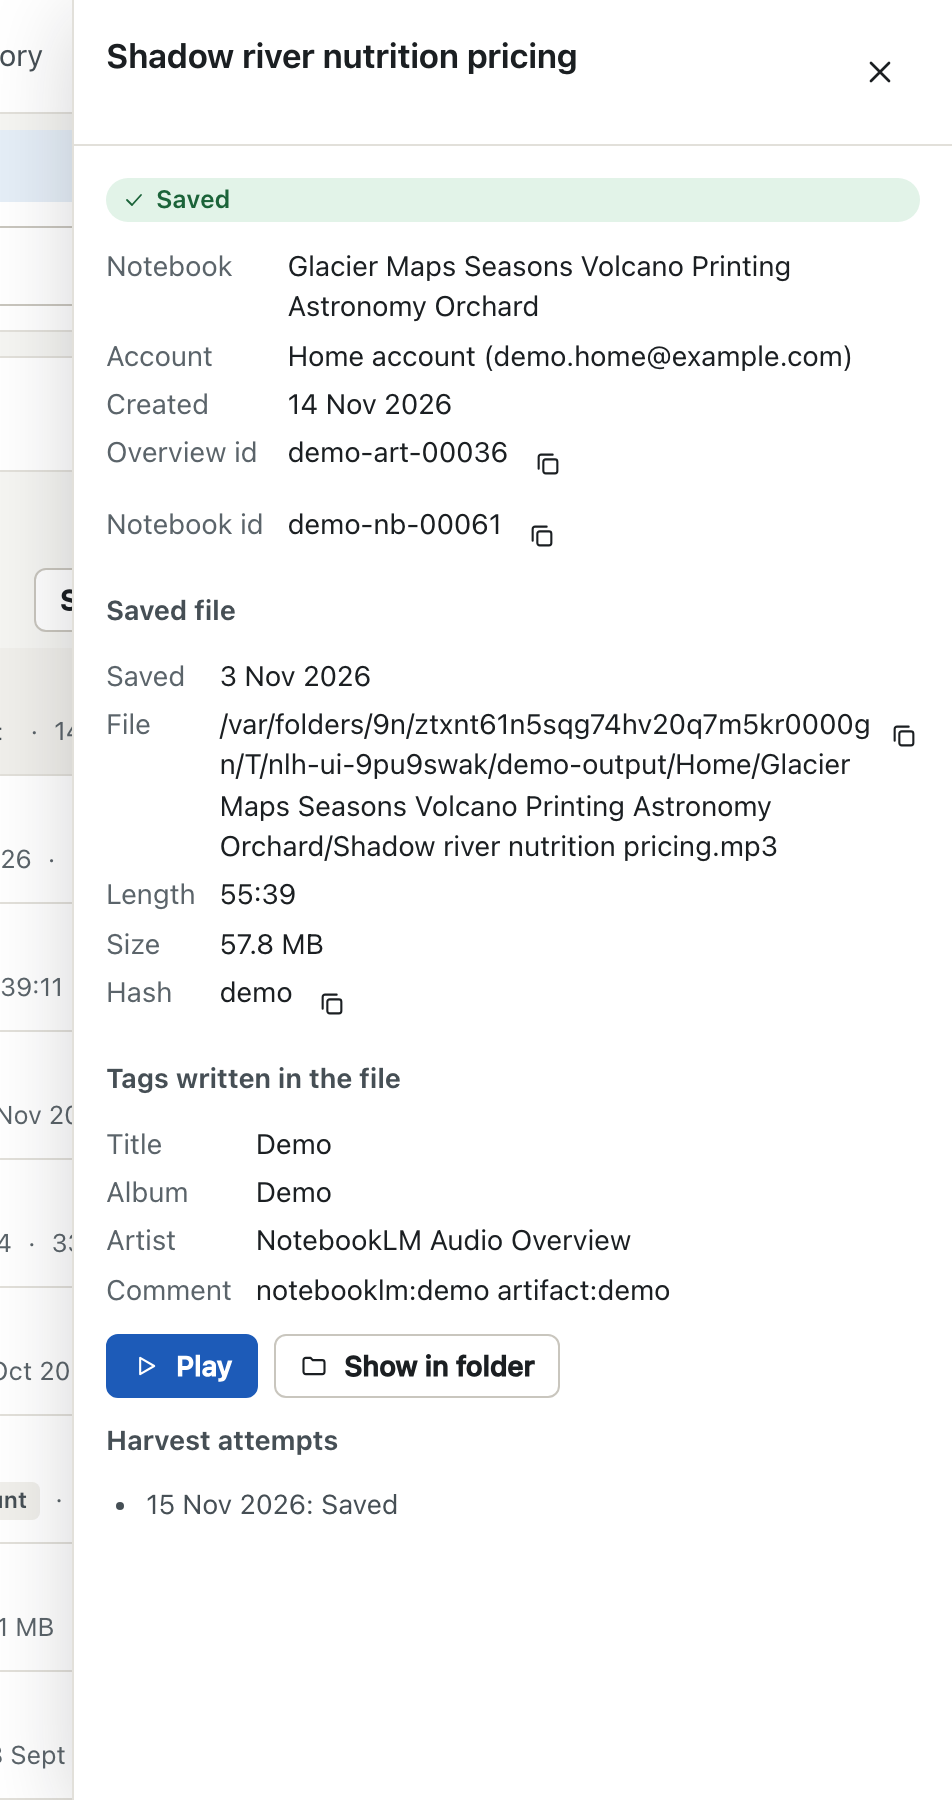 ory
Shadow river nutrition pricing
Saved
Notebook Glacier Maps Seasons Volcano Printing
Astronomy Orchard
Account Home account (demo.home@example.com)
Created 14 Nov 2026
Overview id demo-art-00036
Notebook id demo-nb-00061
Saved file
Saved 3 Nov 2026
File /var/folders/9n/ztxnt61n5sqg74hv20q7m5kr0000g
n/T/nlh-ui-9pu9swak/demo-output/Home/Glacier
Maps Seasons Volcano Printing Astronomy
Orchard/Shadow river nutrition pricing.mp3
Length 55:39
Size 57.8 MB
Hash demo
Tags written in the file
Title Demo
Album Demo
Artist NotebookLM Audio Overview
Comment notebooklm:demo artifact:demo
Play Show in folder
Harvest attempts
• 15 Nov 2026: Saved
· 14
26 ·
39:11
Nov 20
4 · 33
Oct 20
unt ·
1 MB
Sept